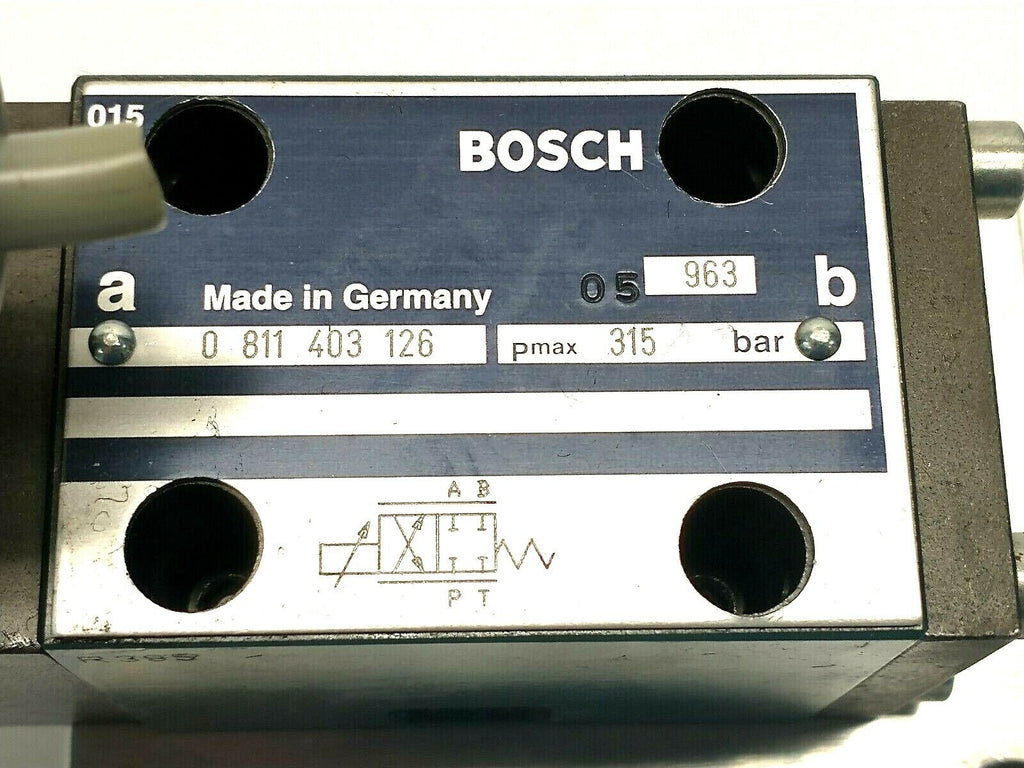 015
BOSCH
a
Made in Germany
05 963
b
0 811 403 126
pmax 315 bar
A B
P T